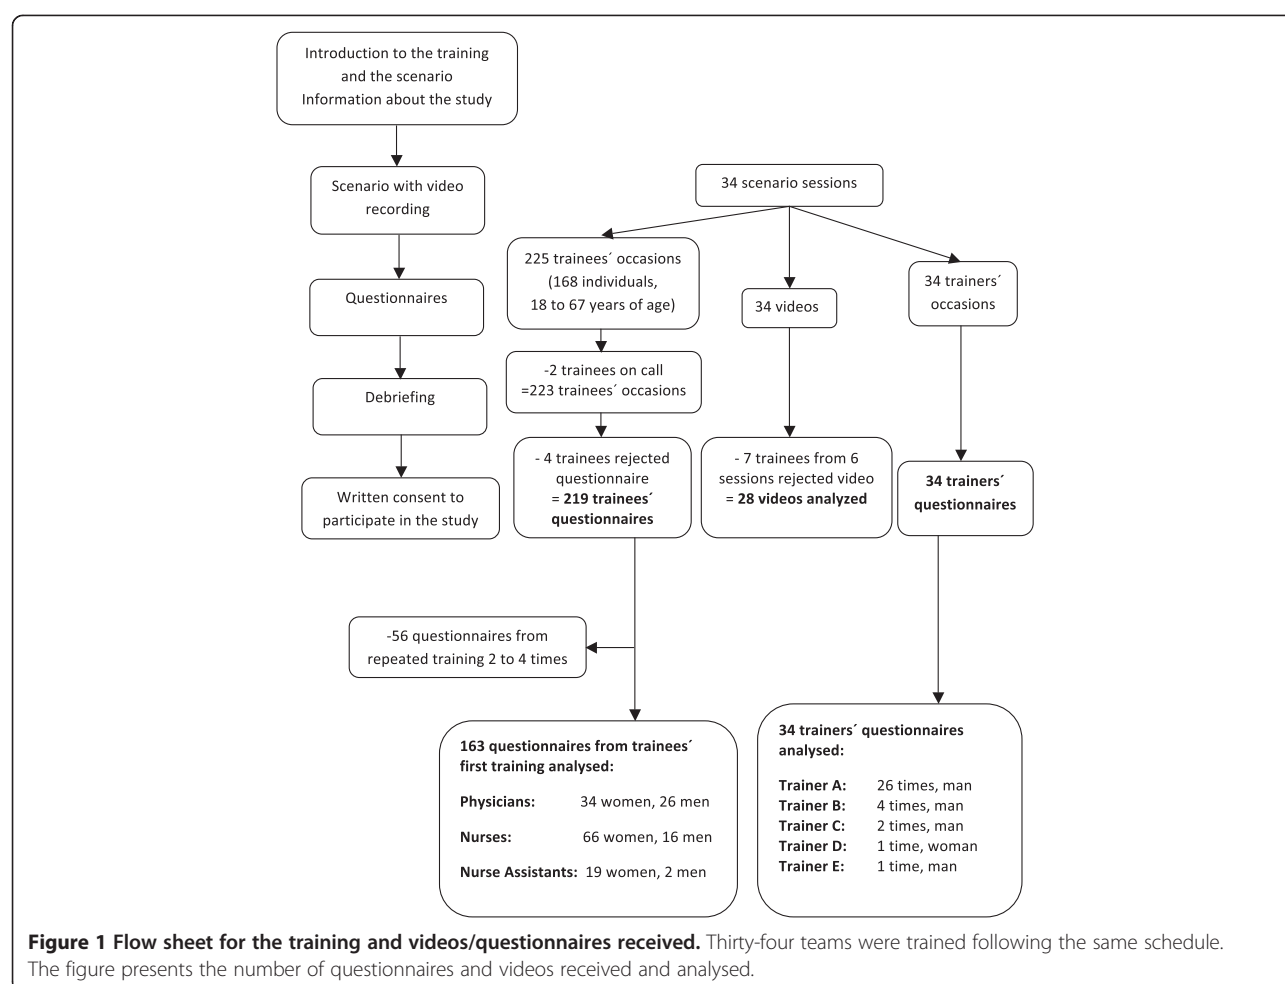 Introduction to the training
and the scenario
Information about the study
Scenario with video
recording
Questionnaires
Debriefing
Written consent to
participate in the study
34 scenario sessions
225 trainees´ occasions
(168 individuals,
18 to 67 years of age)
-2 trainees on call
=223 trainees´ occasions
- 4 trainees rejected
questionnaire
= 219 trainees´
questionnaires
34 videos
- 7 trainees from 6
sessions rejected video
= 28 videos analyzed
34 trainers´
occasions
34 trainers´
questionnaires
-56 questionnaires from
repeated training 2 to 4 times
163 questionnaires from trainees´
first training analysed:
Physicians: 34 women, 26 men
Nurses: 66 women, 16 men
Nurse Assistants: 19 women, 2 men
34 trainers´ questionnaires
analysed:
Trainer A: 26 times, man
Trainer B: 4 times, man
Trainer C: 2 times, man
Trainer D: 1 time, woman
Trainer E: 1 time, man
Figure 1 Flow sheet for the training and videos/questionnaires received. Thirty-four teams were trained following the same schedule.
The figure presents the number of questionnaires and videos received and analysed.